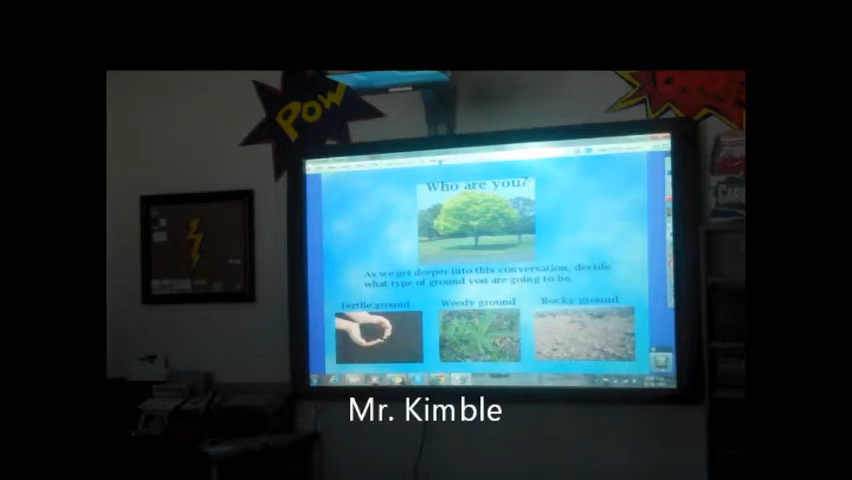 POW
Who are you?
As we get deeper into this conversation, decide
what type of ground you are going to be.
Fertile ground
Weedy ground
Rocky ground
Mr. Kimble